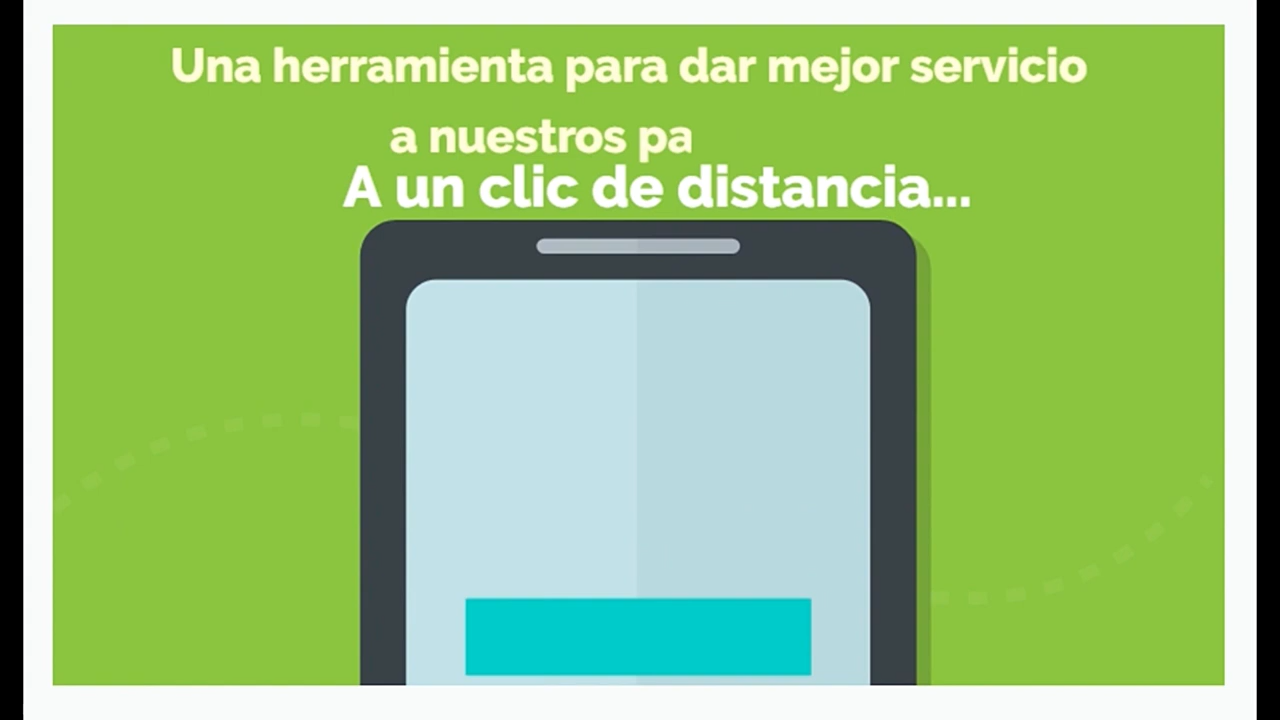 Una herramienta para dar mejor servicio
a nuestros pa
A un clic de distancia...